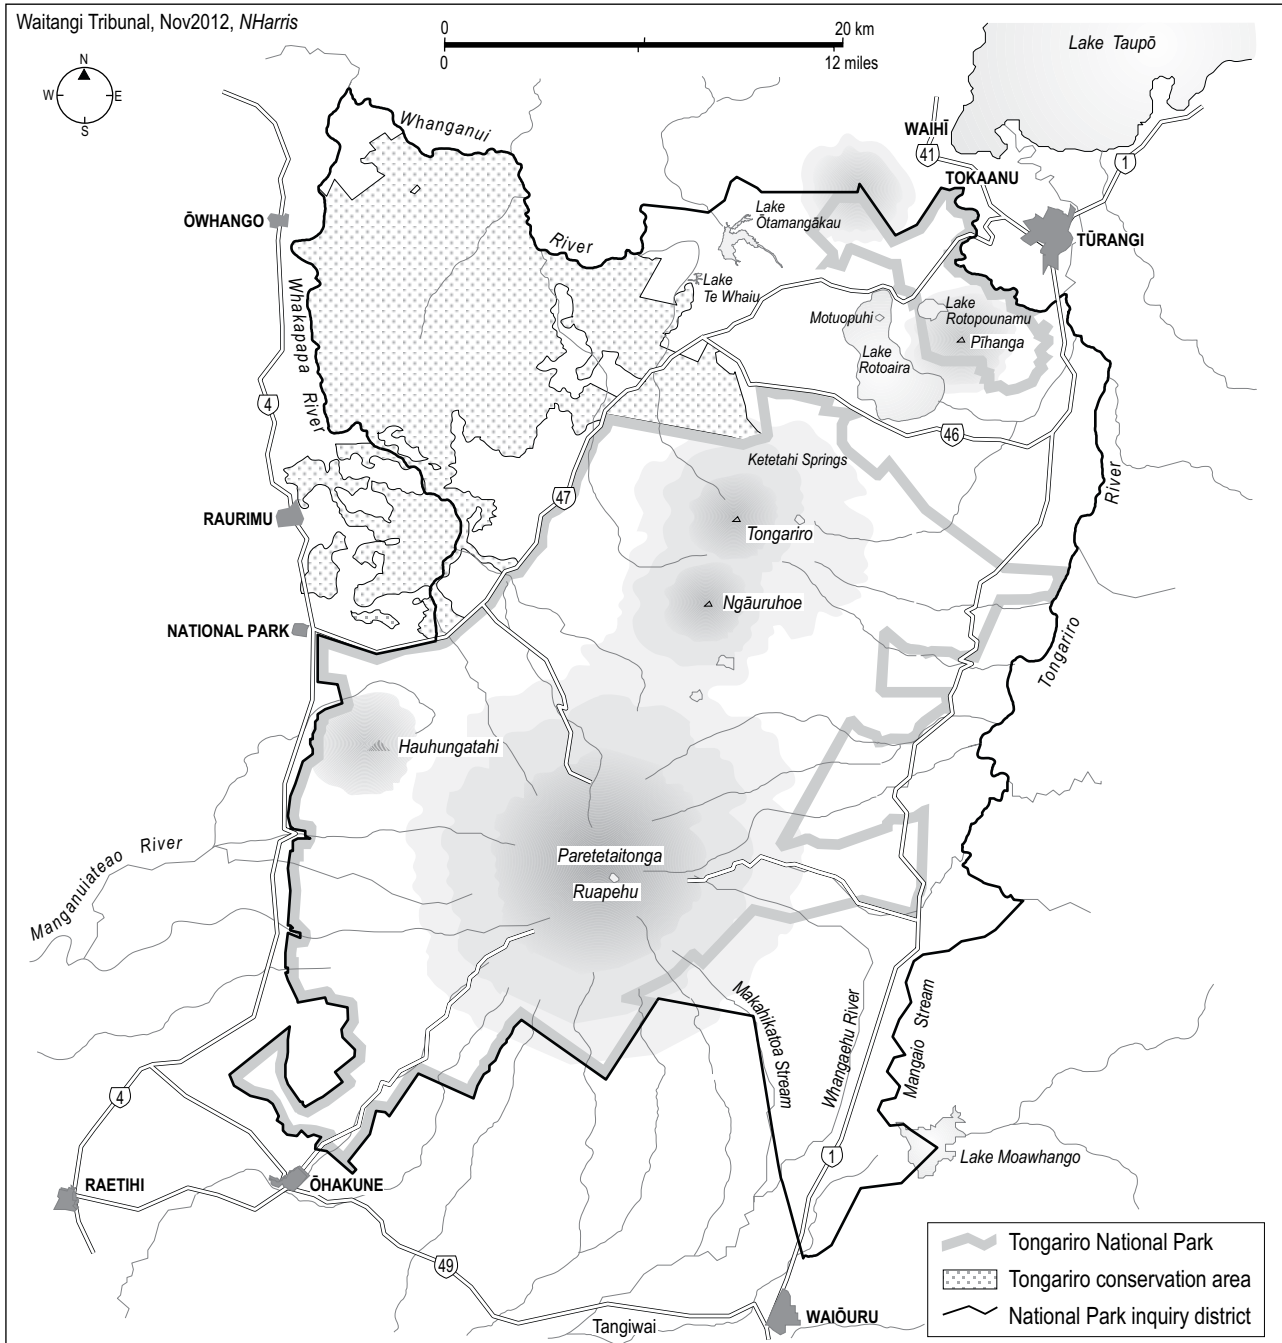 Waitangi Tribunal, Nov2012, NHarris
0
20 km
0
12 miles
N
W
E
S
Lake Taupō
Whanganui
WAIHĪ
41
1
TOKAANU
ŌWHANGO
Lake
Ōtamangākau
River
TŪRANGI
Lake
Te Whaiu
Motuopuhi
Lake
Rotopounamu
Pīhanga
Lake
Rotoaira
Whakapapa
River
4
46
Ketetahi Springs
River
47
RAURIMU
Tongariro
Ngāuruhoe
NATIONAL PARK
Tongariro
Hauhungatahi
Manganuiateao River
Paretetaitonga
Ruapehu
Makahikatoa Stream
Whangaehu River
Mangaio Stream
4
1
Lake Moawhango
RAETIHI
ŌHAKUNE
49
Tangiwai
WAIŌURU
Tongariro National Park
Tongariro conservation area
National Park inquiry district